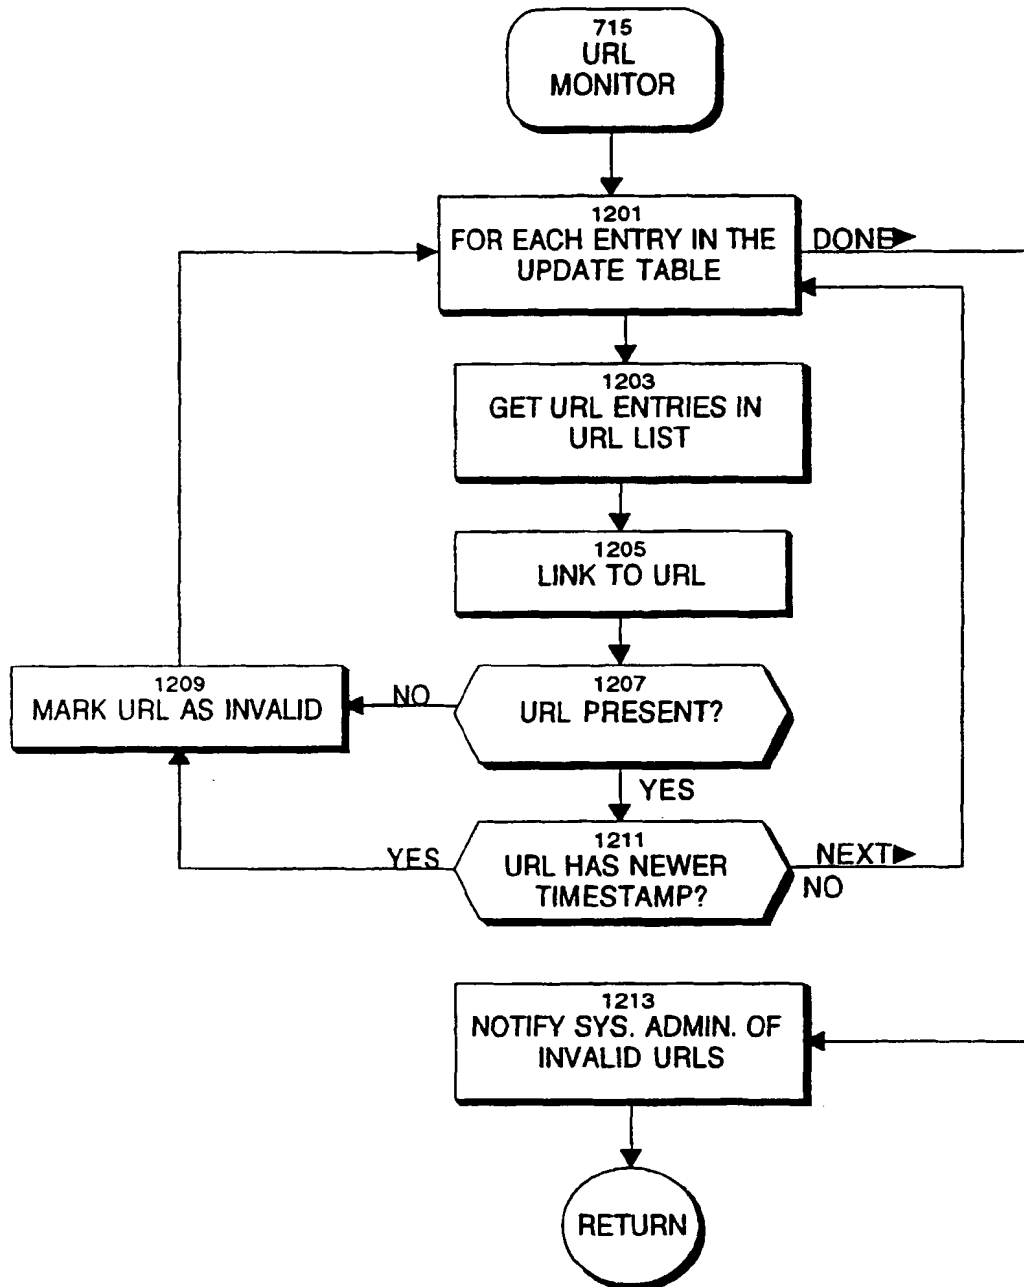 715
URL
MONITOR
1201
FOR EACH ENTRY IN THE
UPDATE TABLE
DONE
1203
GET URL ENTRIES IN
URL LIST
1205
LINK TO URL
1207
URL PRESENT?
NO
1209
MARK URL AS INVALID
YES
1211
URL HAS NEWER
TIMESTAMP?
YES
NEXT
NO
1213
NOTIFY SYS. ADMIN. OF
INVALID URLS
RETURN